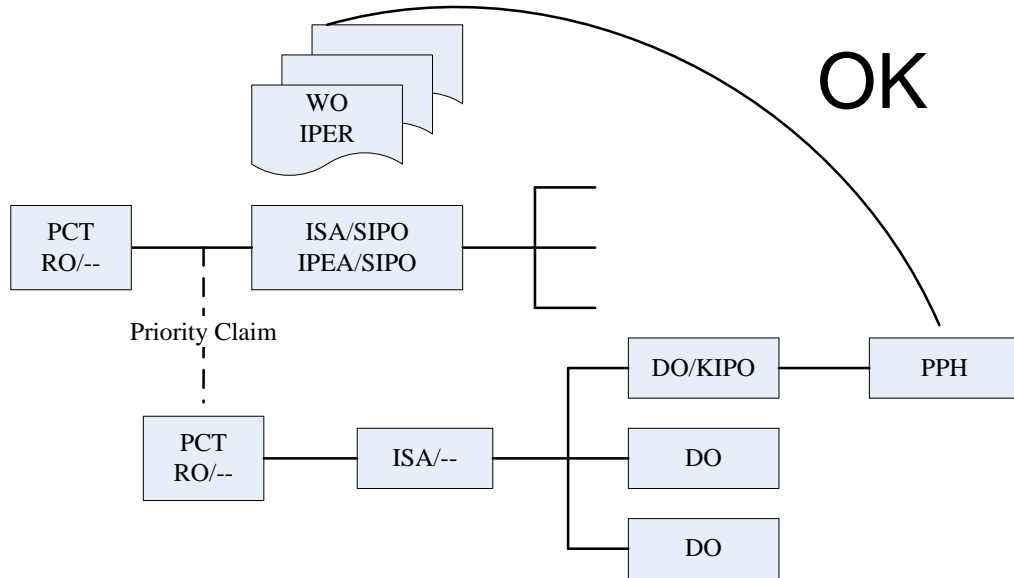 OK
WO
IPER
PCT
RO/--
ISA/SIPO
IPEA/SIPO
Priority Claim
DO/KIPO
PPH
PCT
RO/--
ISA/--
DO
DO